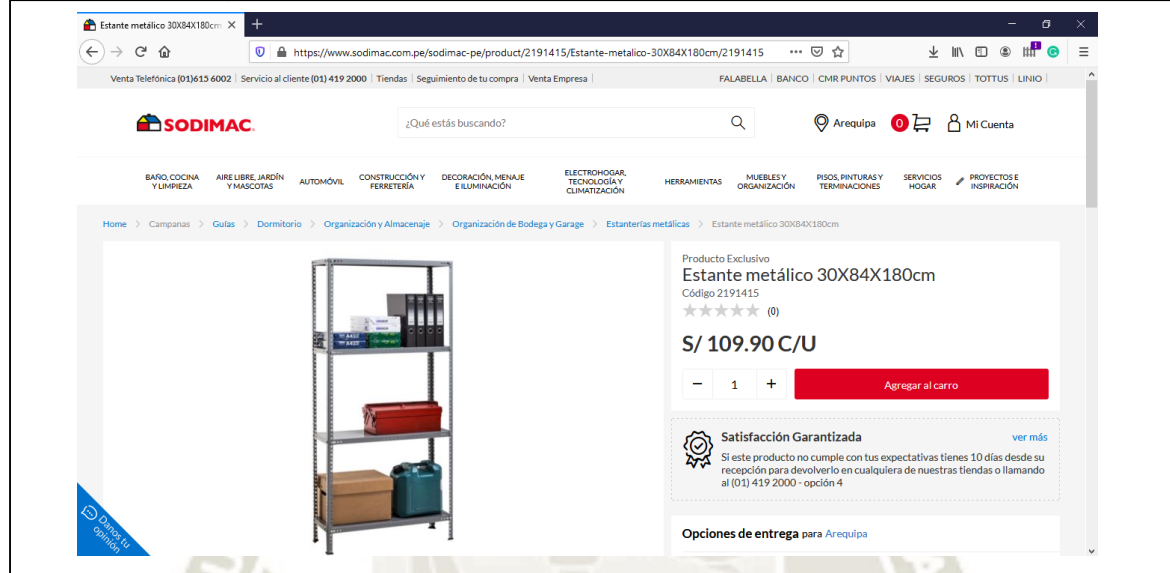 Estante metálico 30X84X180cm
https://www.sodimac.com.pe/sodimac-pe/product/2191415/Estante-metalico-30X84X180cm/2191415
Venta Telefónica (01)615 6002 | Servicio al cliente (01) 419 2000 | Tiendas | Seguimiento de tu compra | Venta Empresa |
FALABELLA | BANCO | CMR PUNTOS | VIAJES | SEGUROS | TOTTUS | LINIO |
SODIMAC.
¿Qué estás buscando?
Arequipa
0
Mi Cuenta
BAÑO, COCINA
Y LIMPIEZA
AIRE LIBRE, JARDÍN
Y MASCOTAS
AUTOMÓVIL
CONSTRUCCIÓN Y
FERRETERÍA
DECORACIÓN, MENAJE
E ILUMINACIÓN
ELECTROHOGAR,
TECNOLOGÍA Y
CLIMATIZACIÓN
HERRAMIENTAS
MUEBLES Y
ORGANIZACIÓN
PISOS, PINTURAS Y
TERMINACIONES
SERVICIOS
HOGAR
PROYECTOS E
INSPIRACIÓN
Home > Campanas > Guías > Dormitorio > Organización y Almacenaje > Organización de Bodega y Garage > Estanterías metálicas > Estante metálico 30X84X180cm
Producto Exclusivo
Estante metálico 30X84X180cm
Código 2191415
(0)
S/ 109.90 C/U
− 1 +
Agregar al carro
Satisfacción Garantizada
ver más
Si este producto no cumple con tus expectativas tienes 10 días desde su
recepción para devolverlo en cualquiera de nuestras tiendas o llamando
al (01) 419 2000 - opción 4
Opciones de entrega para Arequipa
Danos tu
opinión